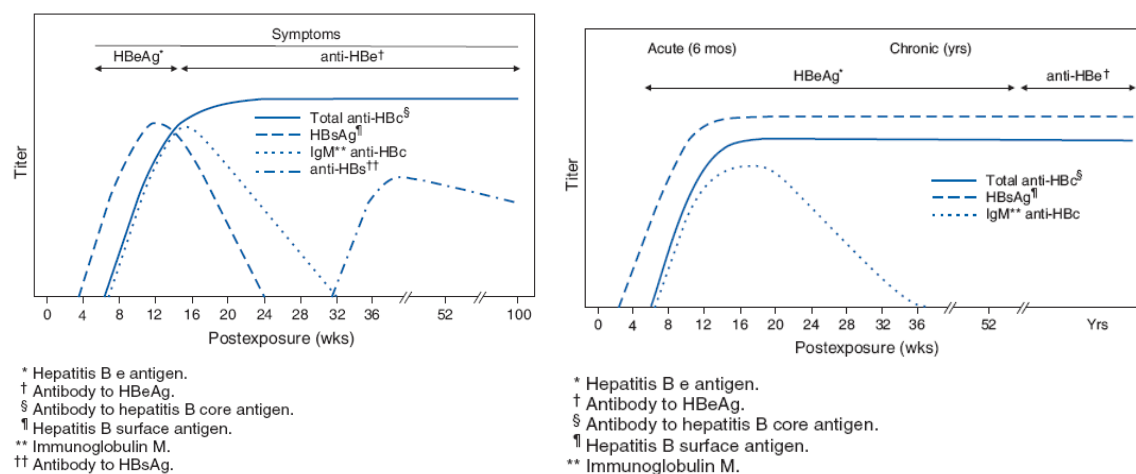 Symptoms
HBeAg* anti-HBe†
Total anti-HBc§
HBsAg¶
IgM** anti-HBc
anti-HBs††
Titer
0 4 8 12 16 20 24 28 32 36 52 100
Postexposure (wks)
* Hepatitis B e antigen.
† Antibody to HBeAg.
§ Antibody to hepatitis B core antigen.
¶ Hepatitis B surface antigen.
** Immunoglobulin M.
†† Antibody to HBsAg.
Acute (6 mos) Chronic (yrs)
HBeAg* anti-HBe†
Total anti-HBc§
HBsAg¶
IgM** anti-HBc
Titer
0 4 8 12 16 20 24 28 32 36 52 Yrs
Postexposure (wks)
* Hepatitis B e antigen.
† Antibody to HBeAg.
§ Antibody to hepatitis B core antigen.
¶ Hepatitis B surface antigen.
** Immunoglobulin M.